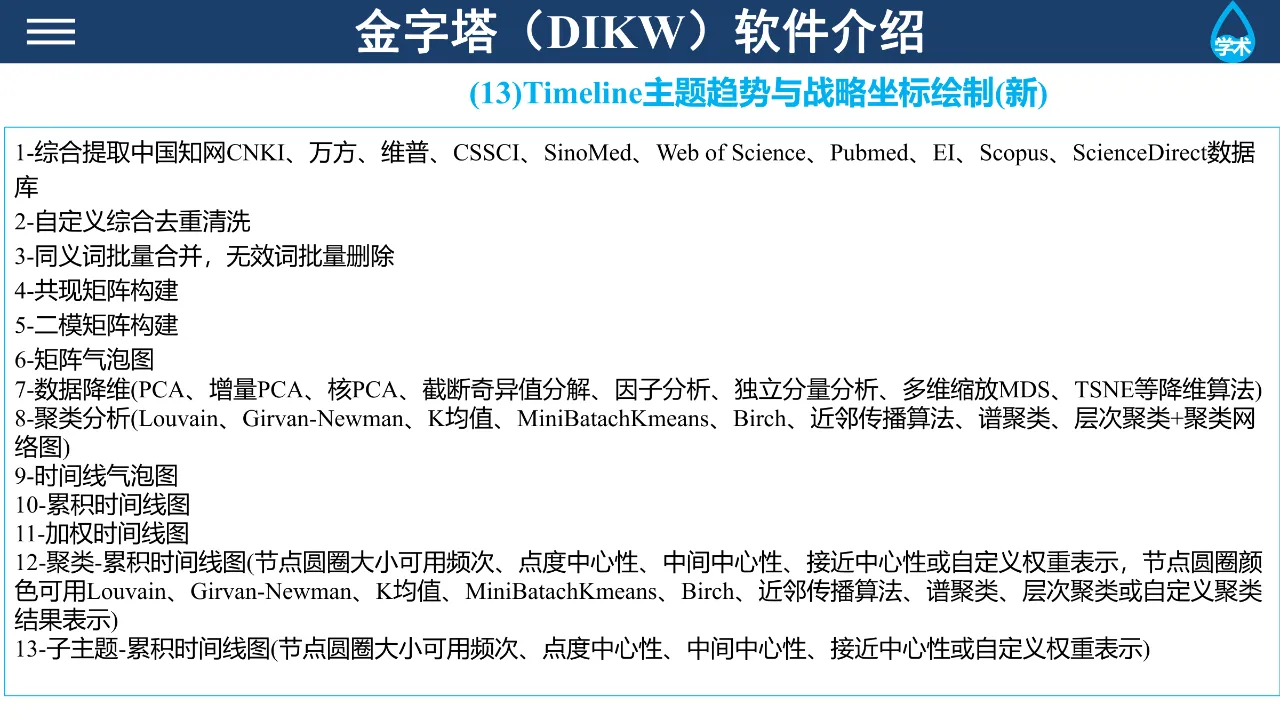 金字塔（DIKW）软件介绍
学术
(13)Timeline主题趋势与战略坐标绘制(新)
1-综合提取中国知网CNKI、万方、维普、CSSCI、SinoMed、Web of Science、Pubmed、EI、Scopus、ScienceDirect数据
库
2-自定义综合去重清洗
3-同义词批量合并，无效词批量删除
4-共现矩阵构建
5-二模矩阵构建
6-矩阵气泡图
7-数据降维(PCA、增量PCA、核PCA、截断奇异值分解、因子分析、独立分量分析、多维缩放MDS、TSNE等降维算法)
8-聚类分析(Louvain、Girvan-Newman、K均值、MiniBatachKmeans、Birch、近邻传播算法、谱聚类、层次聚类+聚类网
络图)
9-时间线气泡图
10-累积时间线图
11-加权时间线图
12-聚类-累积时间线图(节点圆圈大小可用频次、点度中心性、中间中心性、接近中心性或自定义权重表示，节点圆圈颜
色可用Louvain、Girvan-Newman、K均值、MiniBatachKmeans、Birch、近邻传播算法、谱聚类、层次聚类或自定义聚类
结果表示)
13-子主题-累积时间线图(节点圆圈大小可用频次、点度中心性、中间中心性、接近中心性或自定义权重表示)